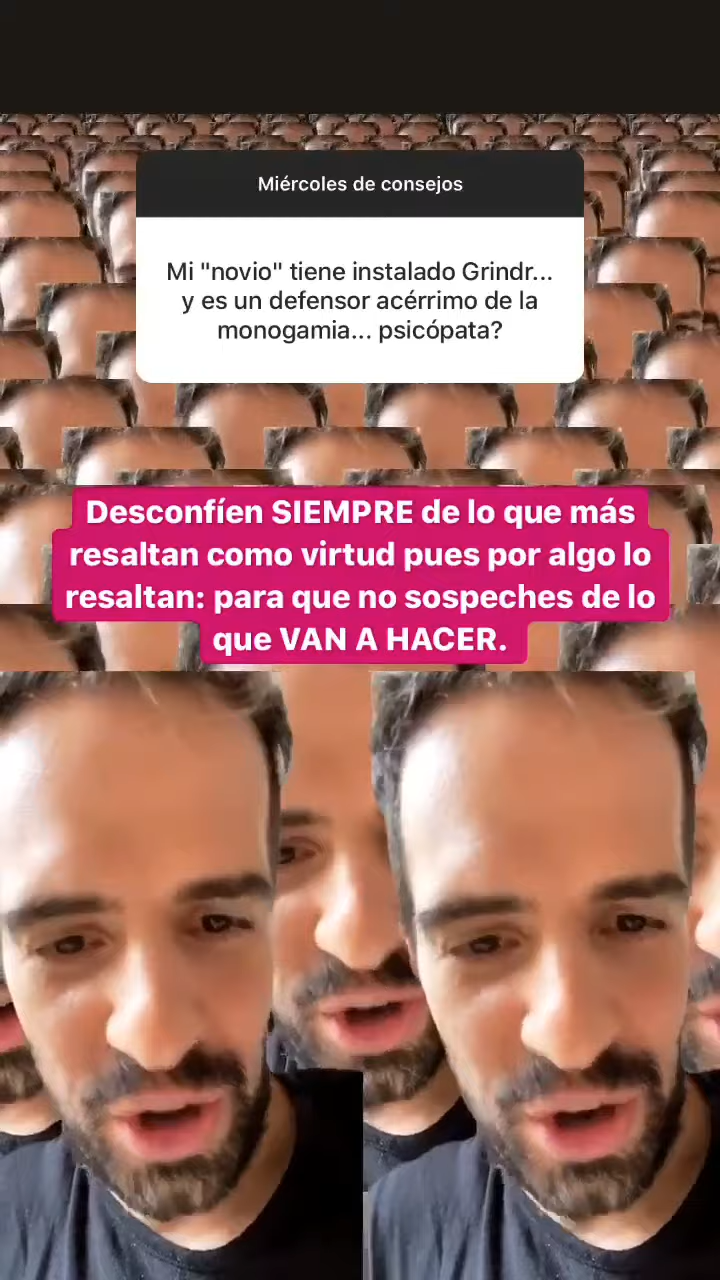 Miércoles de consejos
Mi "novio" tiene instalado Grindr...
y es un defensor acérrimo de la
monogamia... psicópata?
Desconfíen SIEMPRE de lo que más
resaltan como virtud pues por algo lo
resaltan: para que no sospeches de lo
que VAN A HACER.